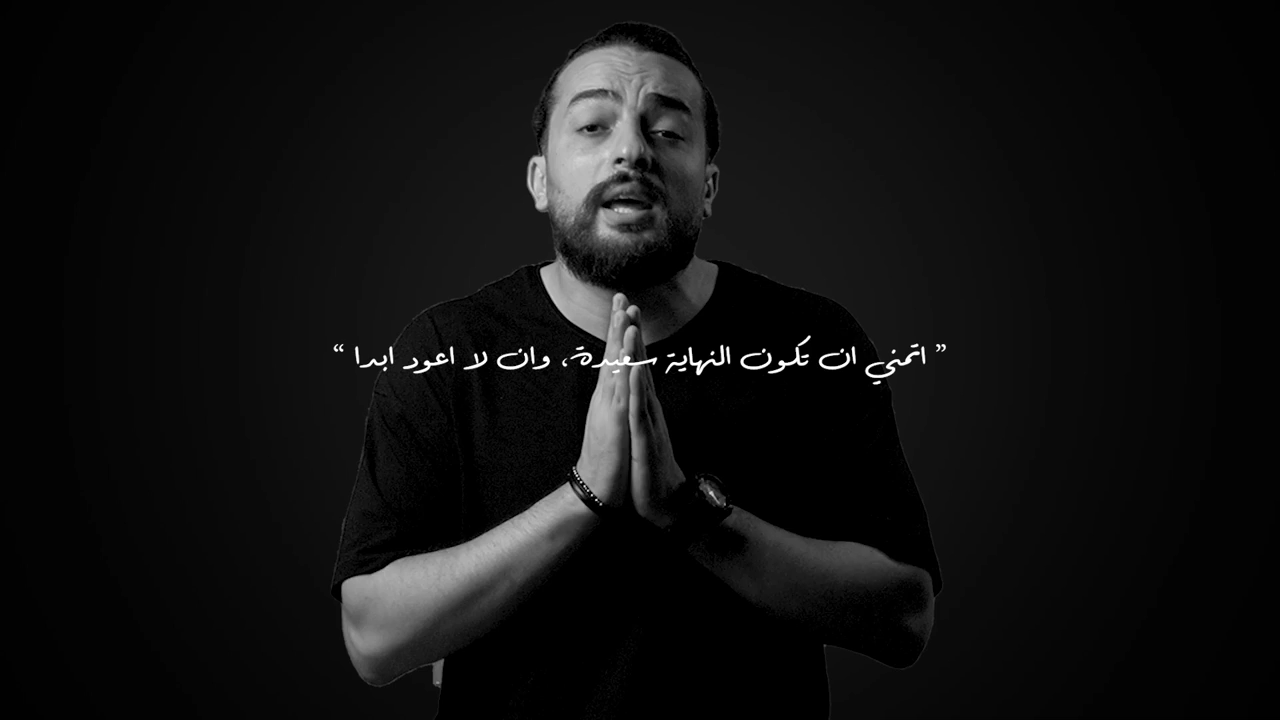 ” اتمني ان تكون النهاية سعيدة، وان لا اعود ابدا “